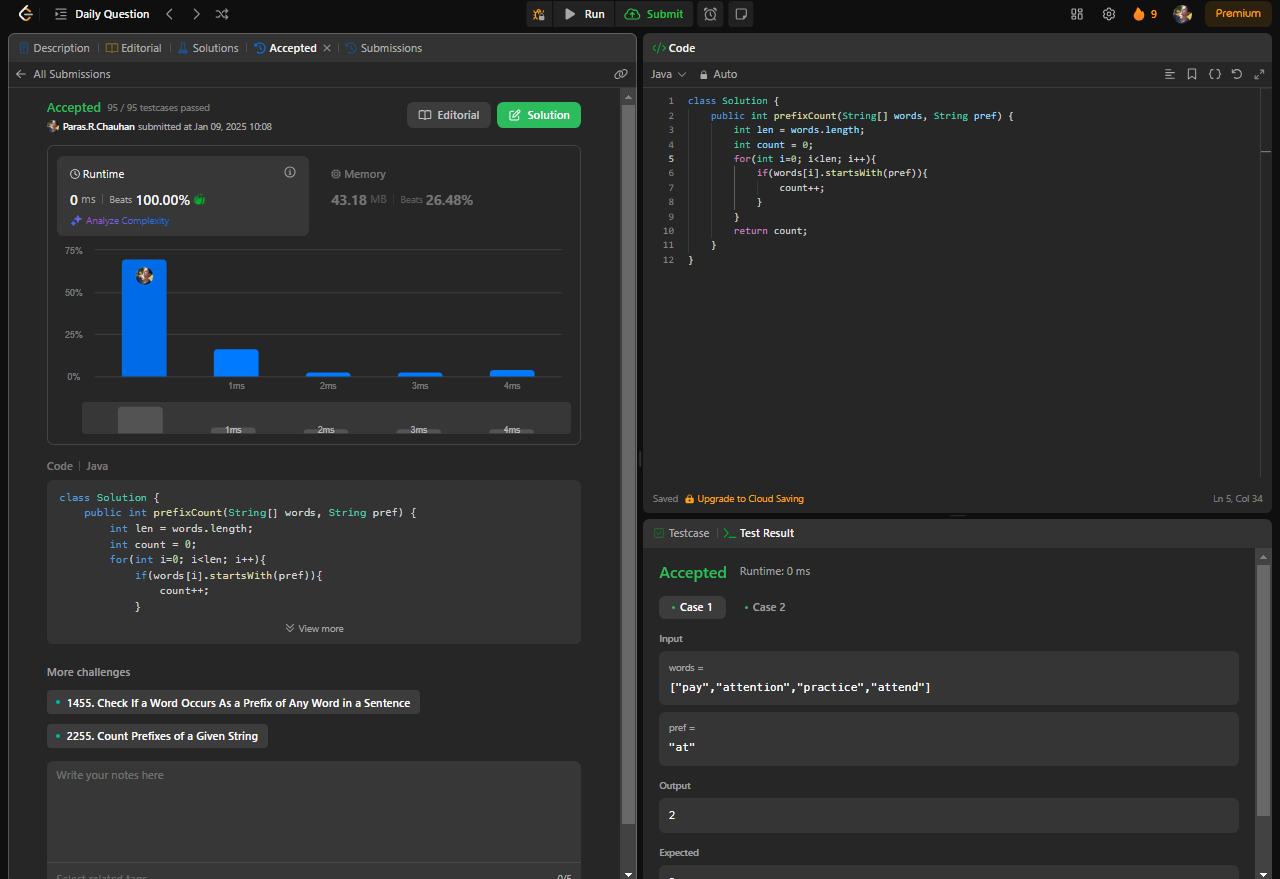 Daily Question
Run
Submit
9
Premium
Description
Editorial
Solutions
Accepted
Submissions
All Submissions
Accepted 95 / 95 testcases passed
Paras.R.Chauhan submitted at Jan 09, 2025 10:08
Editorial
Solution
Runtime
0 ms Beats 100.00%
Analyze Complexity
Memory
43.18 MB Beats 26.48%
75%
50%
25%
0%
1ms 2ms 3ms 4ms
1ms 2ms 3ms 4ms
Code Java
class Solution {
public int prefixCount(String[] words, String pref) {
int len = words.length;
int count = 0;
for(int i=0; i<len; i++){
if(words[i].startsWith(pref)){
count++;
}
View more
More challenges
1455. Check If a Word Occurs As a Prefix of Any Word in a Sentence
2255. Count Prefixes of a Given String
Write your notes here
Select related tags
0/5
</> Code
Java
Auto
1 class Solution {
2 public int prefixCount(String[] words, String pref) {
3 int len = words.length;
4 int count = 0;
5 for(int i=0; i<len; i++){
6 if(words[i].startsWith(pref)){
7 count++;
8 }
9 }
10 return count;
11 }
12 }
Saved
Upgrade to Cloud Saving
Ln 5, Col 34
Testcase
Test Result
Accepted Runtime: 0 ms
Case 1
Case 2
Input
words =
["pay","attention","practice","attend"]
pref =
"at"
Output
2
Expected